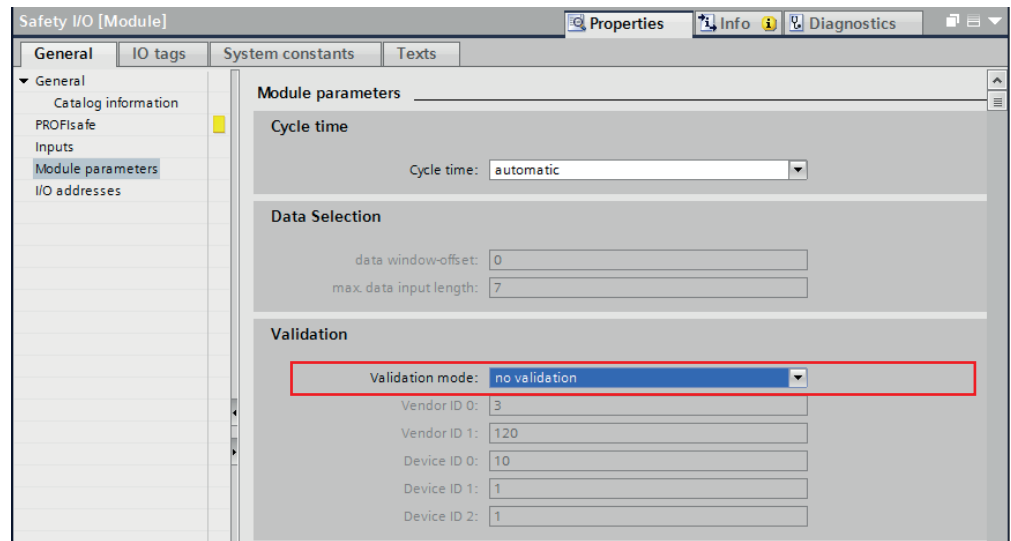 Safety I/O [Module]
Properties Info Diagnostics
General IO tags System constants Texts
General
Catalog information
PROFIsafe
Inputs
Module parameters
I/O addresses
Module parameters
Cycle time
Cycle time: automatic
Data Selection
data window-offset: 0
max. data input length: 7
Validation
Validation mode: no validation
Vendor ID 0: 3
Vendor ID 1: 120
Device ID 0: 10
Device ID 1: 1
Device ID 2: 1